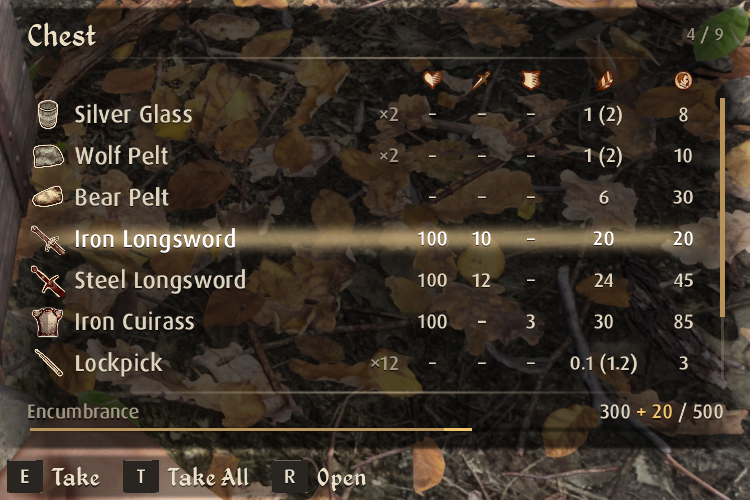 Chest 4 / 9
Silver Glass ×2 – – – 1 (2) 8
Wolf Pelt ×2 – – – 1 (2) 10
Bear Pelt – – – 6 30
Iron Longsword 100 10 – 20 20
Steel Longsword 100 12 – 24 45
Iron Cuirass 100 – 3 30 85
Lockpick ×12 – – – 0.1 (1.2) 3
Encumbrance 300 + 20 / 500
E Take T Take All R Open